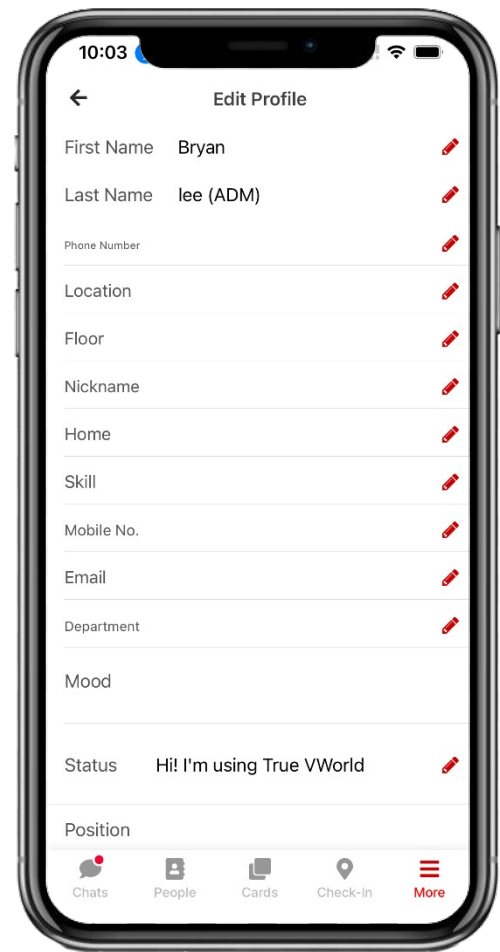 10:03
Edit Profile
First Name Bryan
Last Name lee (ADM)
Phone Number
Location
Floor
Nickname
Home
Skill
Mobile No.
Email
Department
Mood
Status Hi! I'm using True VWorld
Position
Chats People Cards Check-In More